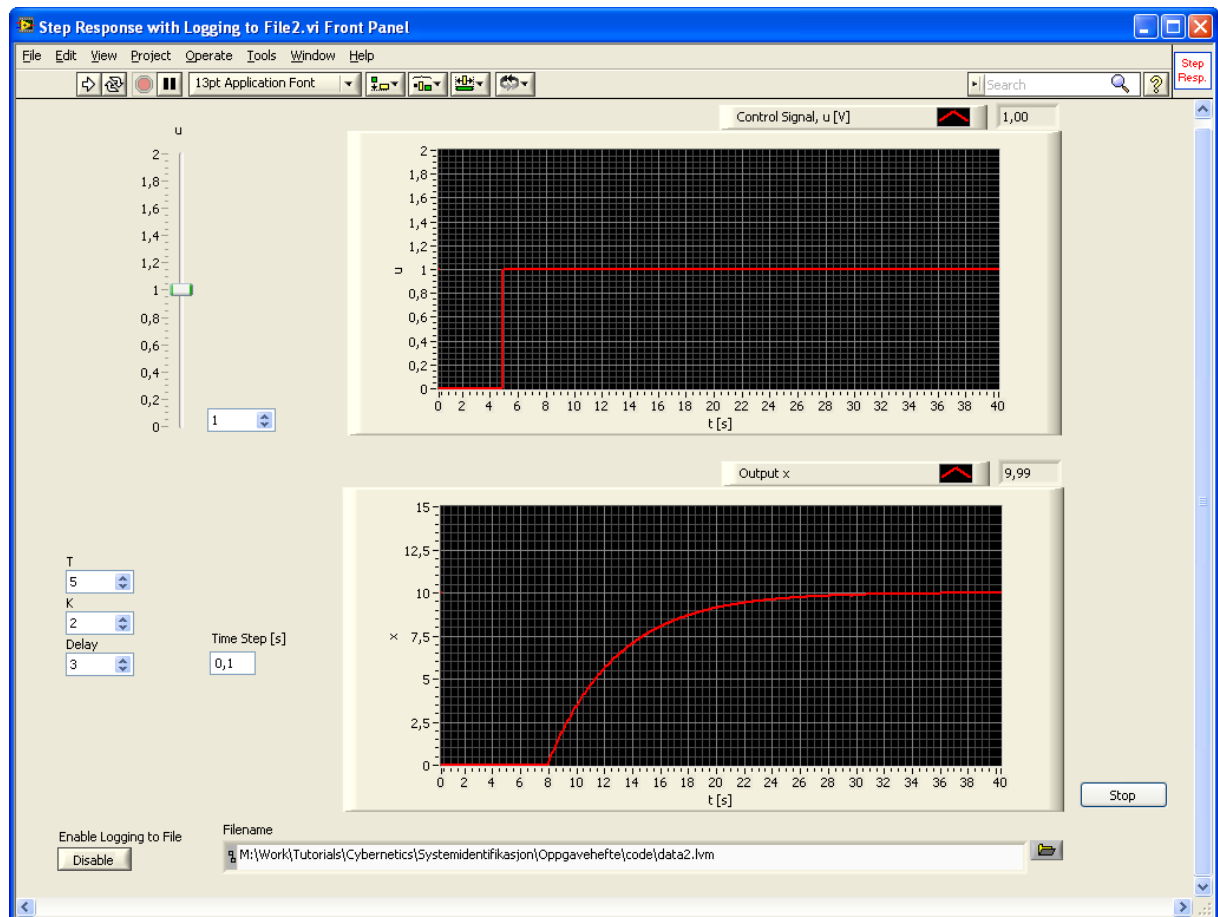 Step Response with Logging to File2.vi Front Panel
File Edit View Project Operate Tools Window Help
13pt Application Font
Search
Step
Resp.
u
2
1,8
1,6
1,4
1,2
1
0,8
0,6
0,4
0,2
0
1
Control Signal, u [V]
1,00
u
2
1,8
1,6
1,4
1,2
1
0,8
0,6
0,4
0,2
0
0 2 4 6 8 10 12 14 16 18 20 22 24 26 28 30 32 34 36 38 40
t [s]
Output x
9,99
x
15
12,5
10
7,5
5
2,5
0
0 2 4 6 8 10 12 14 16 18 20 22 24 26 28 30 32 34 36 38 40
t [s]
T
5
K
2
Delay
3
Time Step [s]
0,1
Stop
Enable Logging to File
Disable
Filename
M:\Work\Tutorials\Cybernetics\Systemidentifikasjon\Oppgavehefte\code\data2.lvm